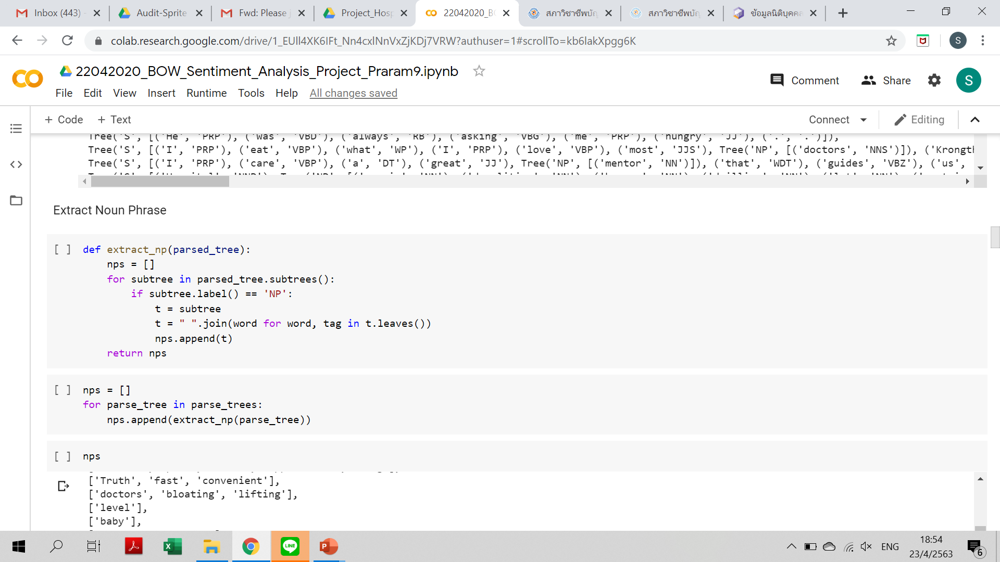 Inbox (443) -
Audit-Sprite
Fwd: Please j
Project_Hosp
22042020_BO
สภาวิชาชีพบัญ
สภาวิชาชีพบัญ
ข้อมูลนิติบุคคล
colab.research.google.com/drive/1_EUll4XK6IFt_Nn4cxlNnVxZjKDj7VRW?authuser=1#scrollTo=kb6lakXpgg6K
S
22042020_BOW_Sentiment_Analysis_Project_Praram9.ipynb
Comment
Share
S
File Edit View Insert Runtime Tools Help All changes saved
+ Code + Text
Connect
Editing
Tree('S', [('He', 'PRP'), ('was', 'VBD'), ('always', 'RB'), ('asking', 'VBG'), ('me', 'PRP'), ('hungry', 'JJ'), ('.', '.')]),
Tree('S', [('I', 'PRP'), ('eat', 'VBP'), ('what', 'WP'), ('I', 'PRP'), ('love', 'VBP'), ('most', 'JJS'), Tree('NP', [('doctors', 'NNS')]), ('Krongth
Tree('S', [('I', 'PRP'), ('care', 'VBP'), ('a', 'DT'), ('great', 'JJ'), Tree('NP', [('mentor', 'NN')]), ('that', 'WDT'), ('guides', 'VBZ'), ('us',
Extract Noun Phrase
[ ] def extract_np(parsed_tree):
nps = []
for subtree in parsed_tree.subtrees():
if subtree.label() == 'NP':
t = subtree
t = " ".join(word for word, tag in t.leaves())
nps.append(t)
return nps
[ ] nps = []
for parse_tree in parse_trees:
nps.append(extract_np(parse_tree))
[ ] nps
['Truth', 'fast', 'convenient'],
['doctors', 'bloating', 'lifting'],
['level'],
['baby'],
LINE
ENG
18:54
23/4/2563
6